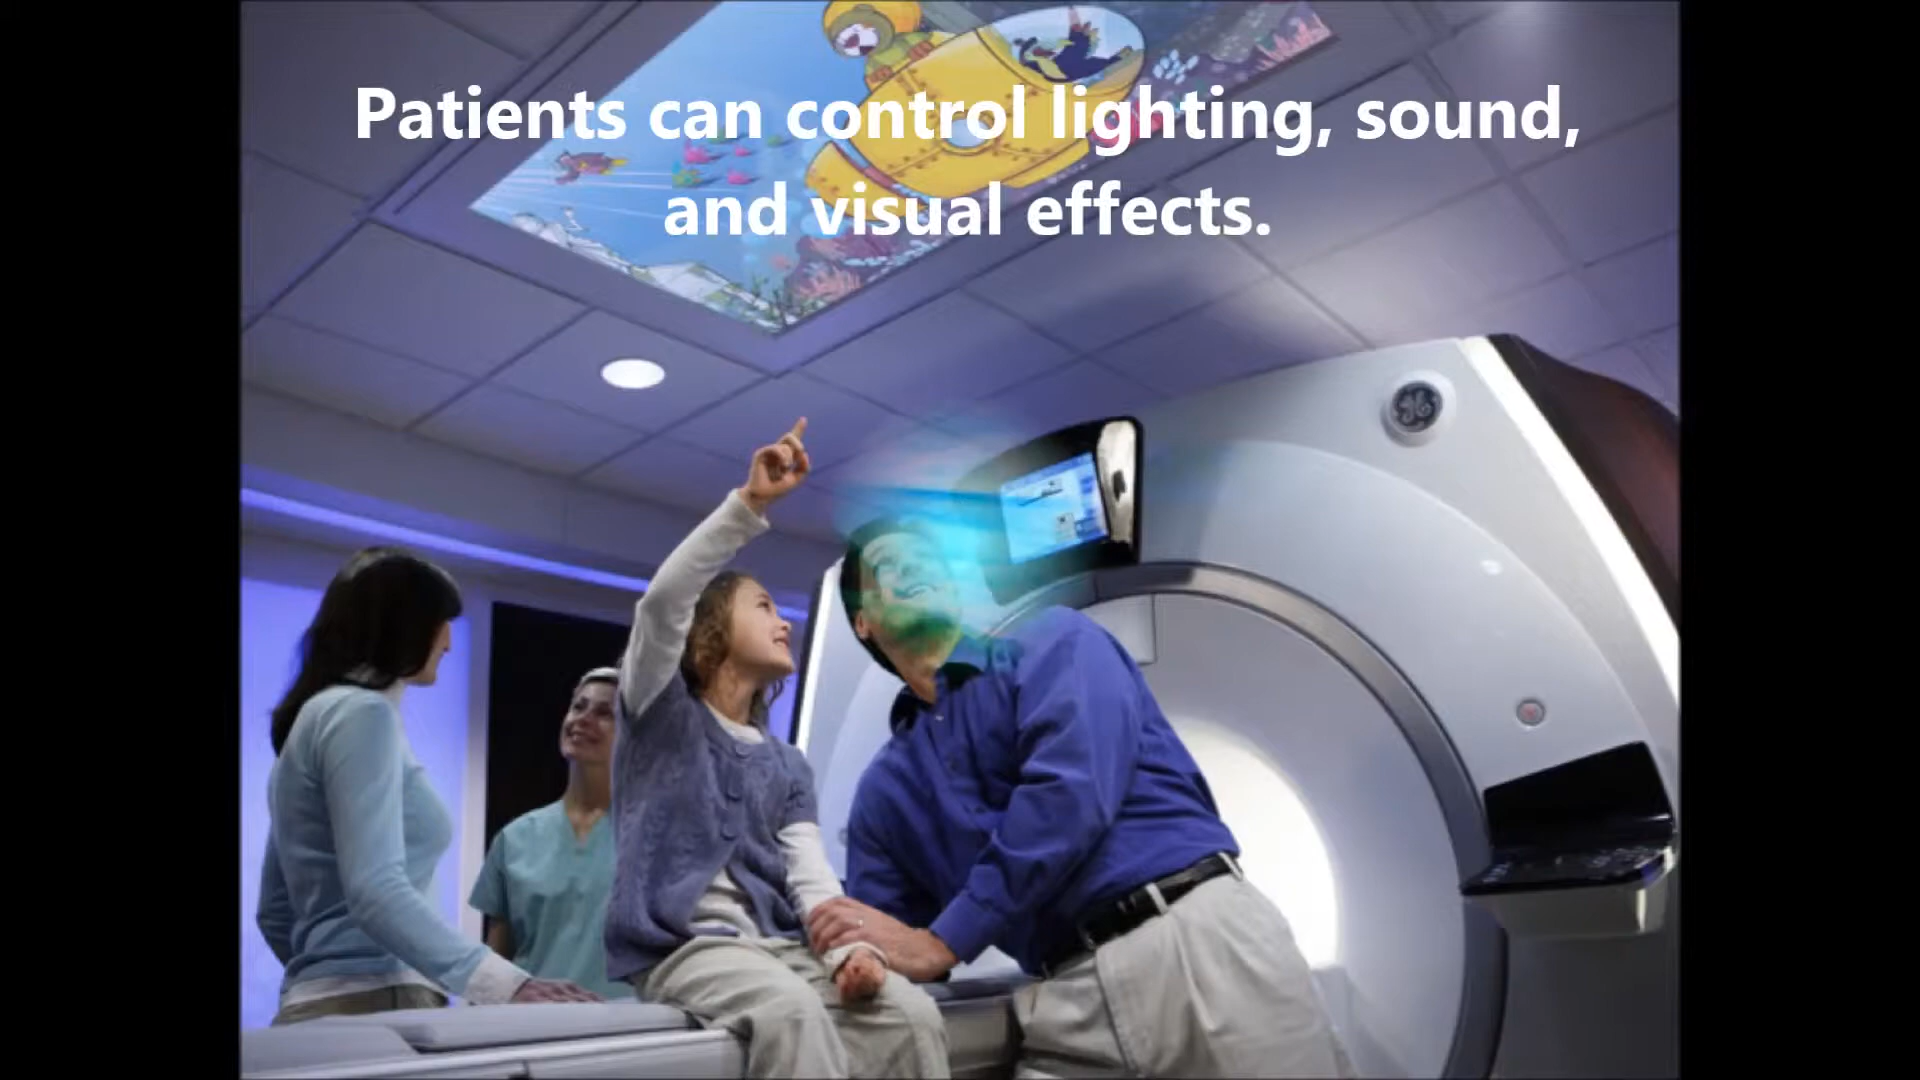 Patients can control lighting, sound,
and visual effects.